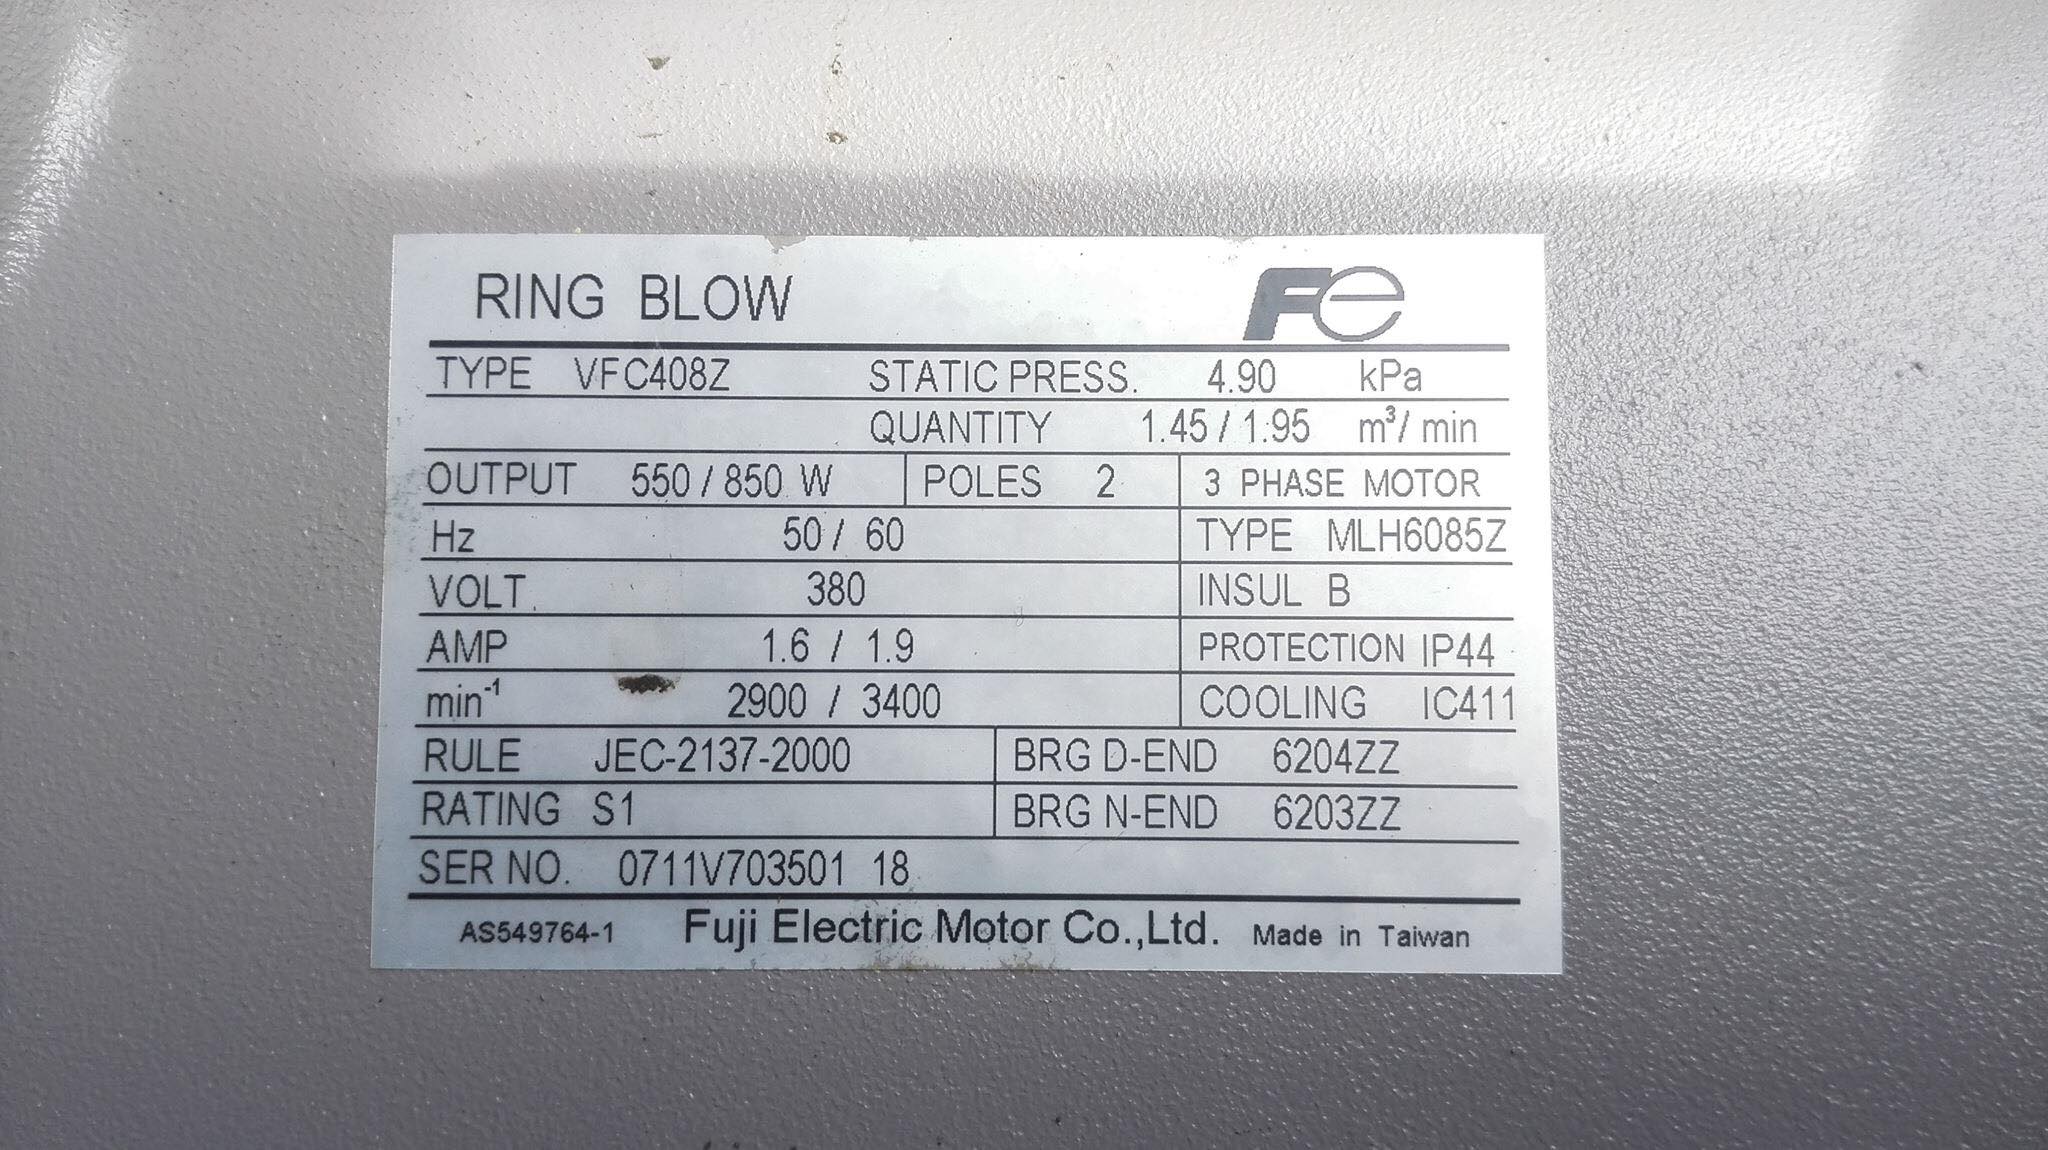 RING BLOW Fe
TYPE VFC408Z STATIC PRESS. 4.90 kPa
QUANTITY 1.45 / 1.95 m³/ min
OUTPUT 550 / 850 W POLES 2 3 PHASE MOTOR
Hz 50 / 60 TYPE MLH6085Z
VOLT. 380 INSUL B
AMP 1.6 / 1.9 PROTECTION IP44
min⁻¹ 2900 / 3400 COOLING IC411
RULE JEC-2137-2000 BRG D-END 6204ZZ
RATING S1 BRG N-END 6203ZZ
SER NO. 0711V703501 18
AS549764-1 Fuji Electric Motor Co.,Ltd. Made in Taiwan